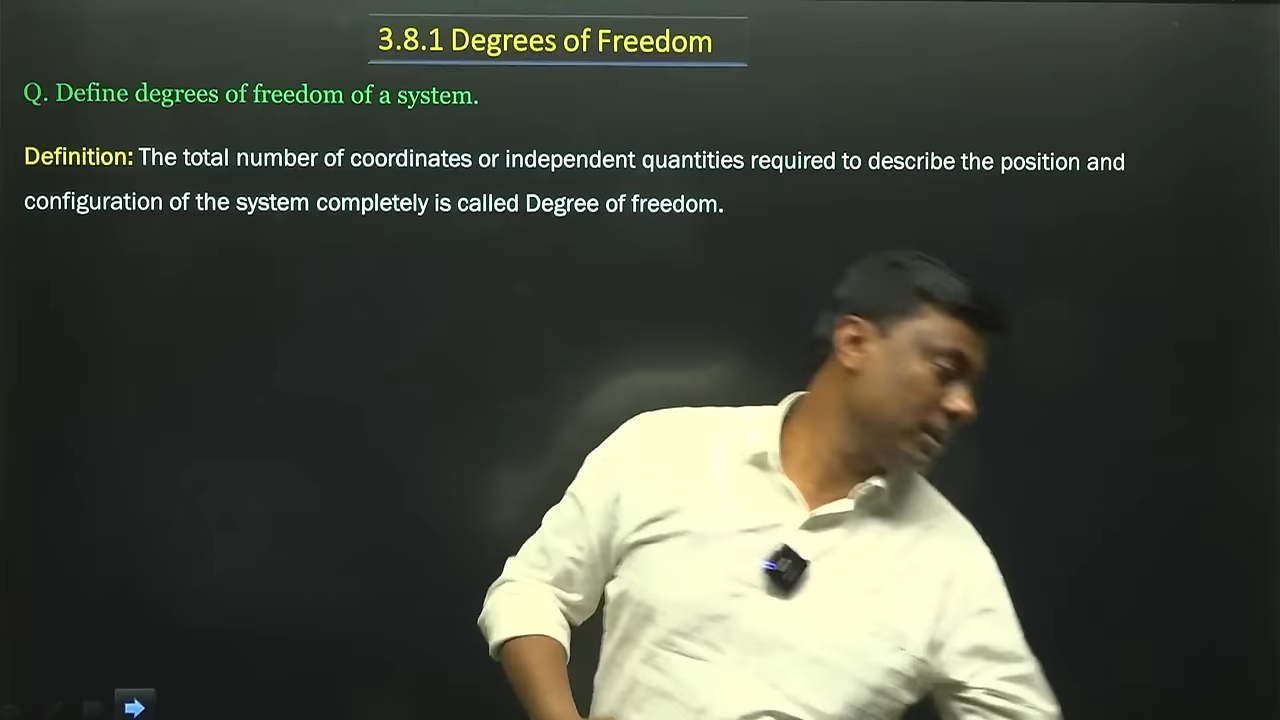 3.8.1 Degrees of Freedom
Q. Define degrees of freedom of a system.
Definition: The total number of coordinates or independent quantities required to describe the position and
configuration of the system completely is called Degree of freedom.